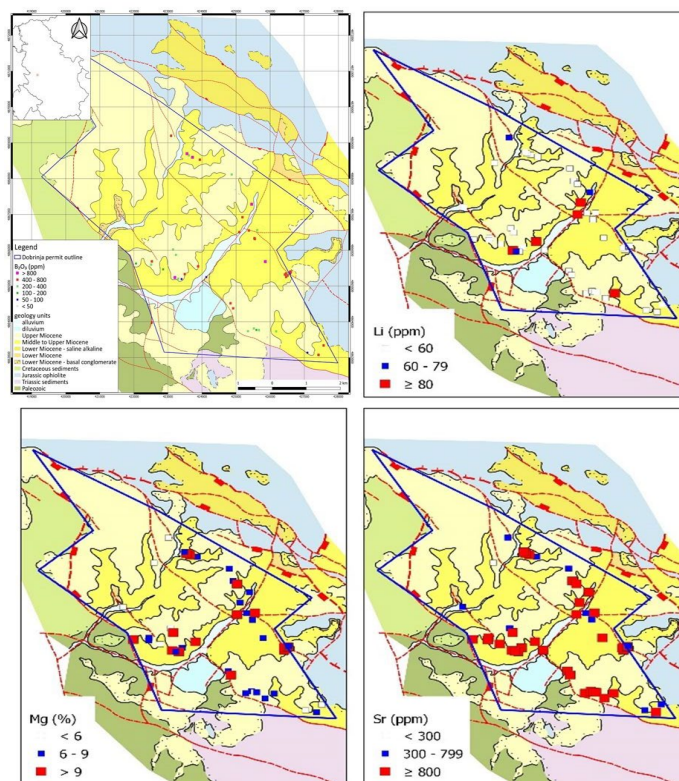 Legend
Dobrinja permit outline
B₂O₃ (ppm)
> 800
400 - 800
200 - 400
100 - 200
50 - 100
< 50
geology units
alluvium
diluvium
Upper Miocene
Middle to Upper Miocene
Lower Miocene - saline alkaline
Lower Miocene
Lower Miocene - basal conglomerate
Cretaceous sediments
Jurassic ophiolite
Triassic sediments
Paleozoic
2 km
Li (ppm)
< 60
60 - 79
≥ 80
Mg (%)
< 6
6 - 9
> 9
Sr (ppm)
< 300
300 - 799
≥ 800